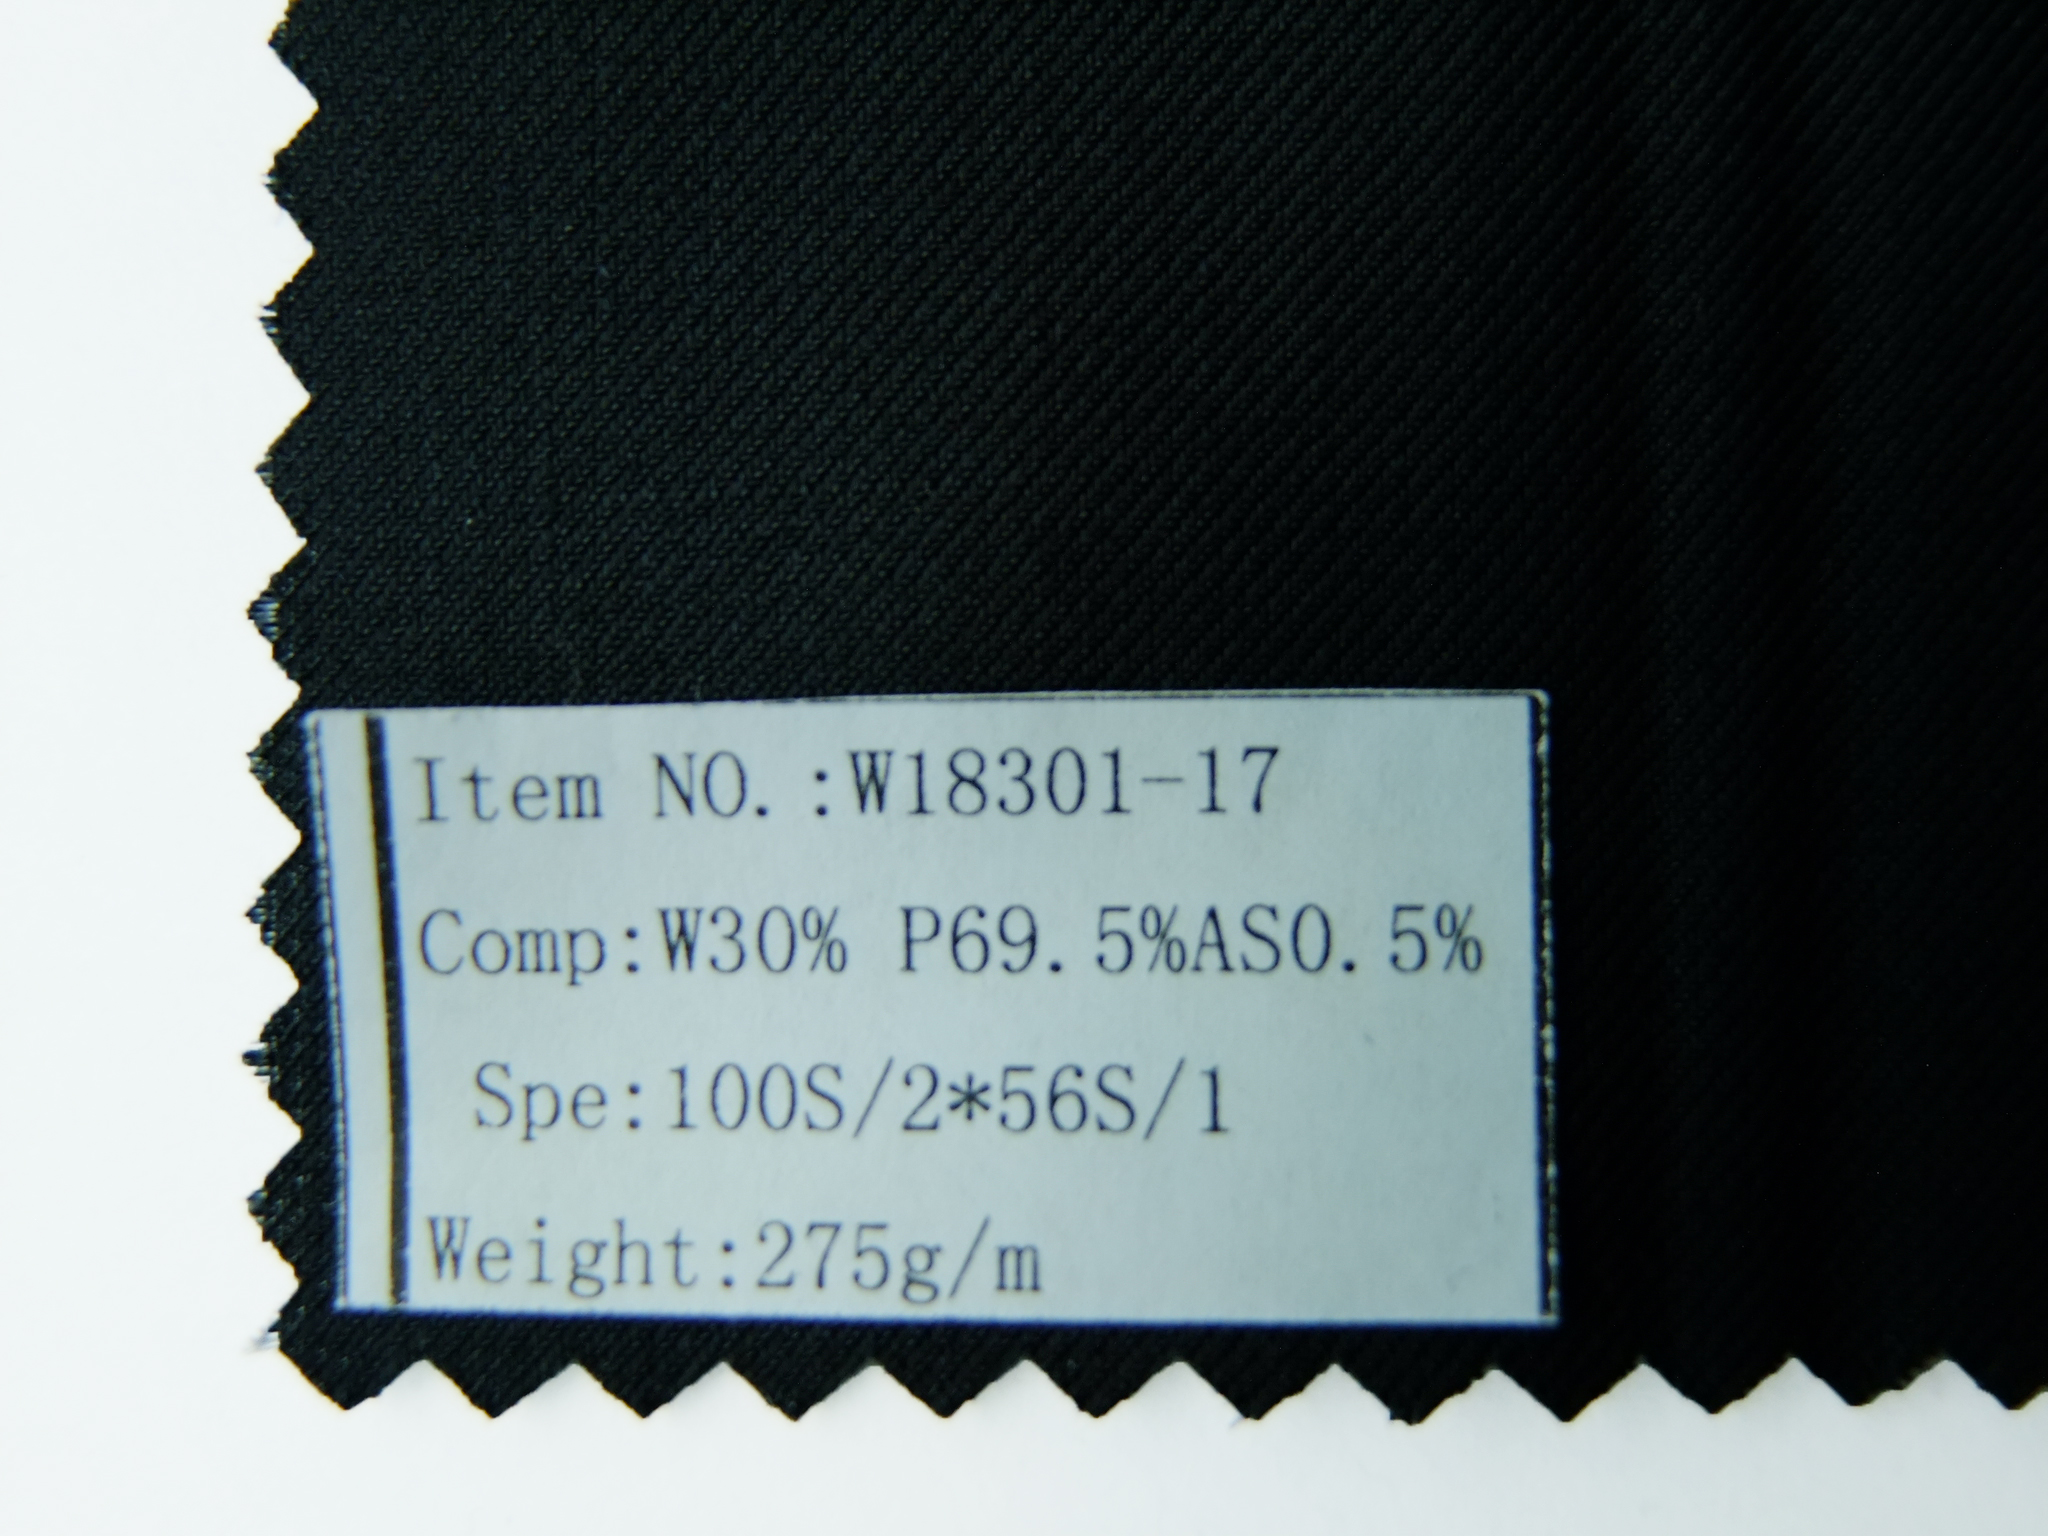 Item NO.:W18301-17
Comp:W30% P69.5%AS0.5%
Spe:100S/2*56S/1
Weight:275g/m